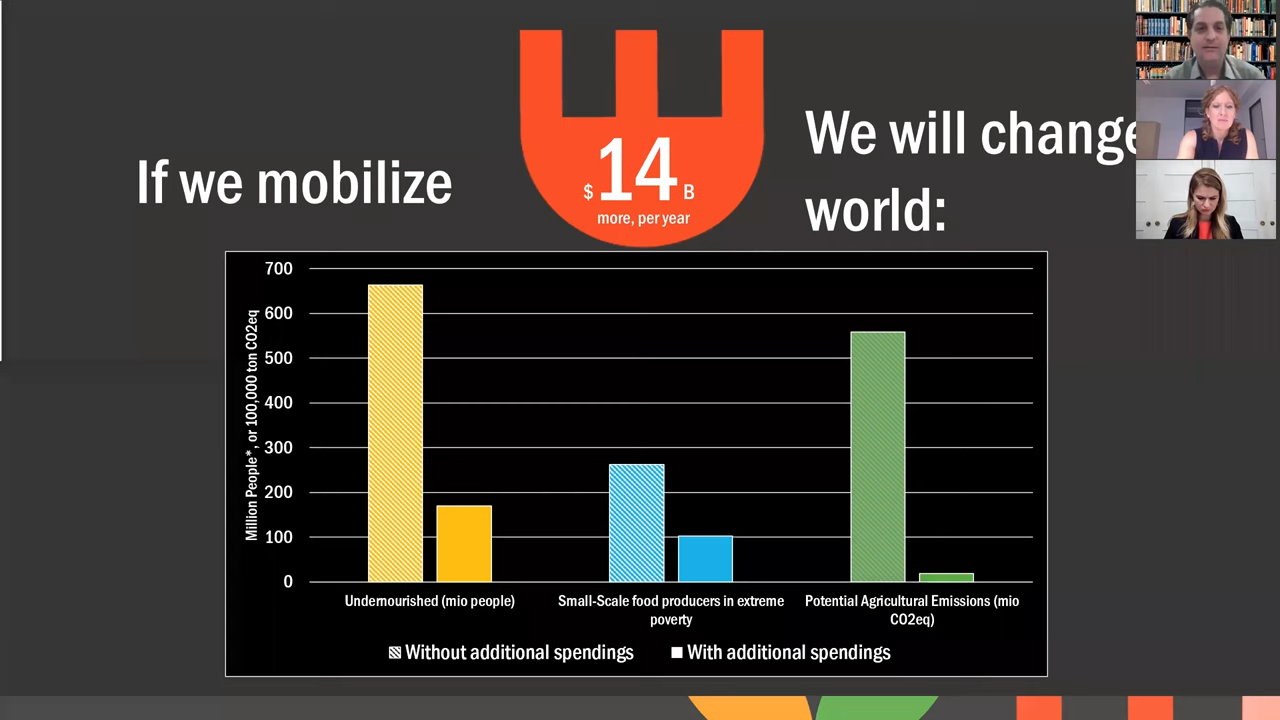 If we mobilize
$ 14 B
more, per year
We will change
world:
Million People*, or 100,000 ton CO2eq
700
600
500
400
300
200
100
0
Undernourished (mio people)
Small-Scale food producers in extreme
poverty
Potential Agricultural Emissions (mio
CO2eq)
Without additional spendings
With additional spendings